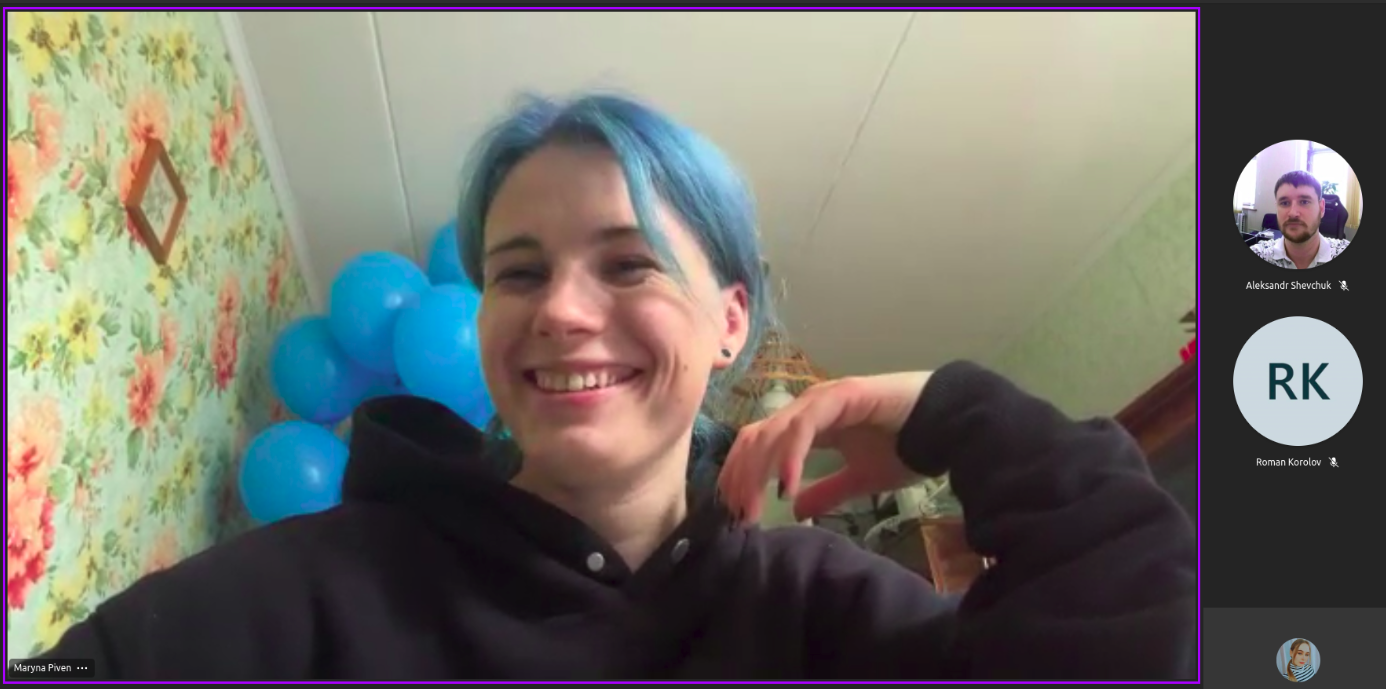 Maryna Piven
Aleksandr Shevchuk
RK
Roman Korolov